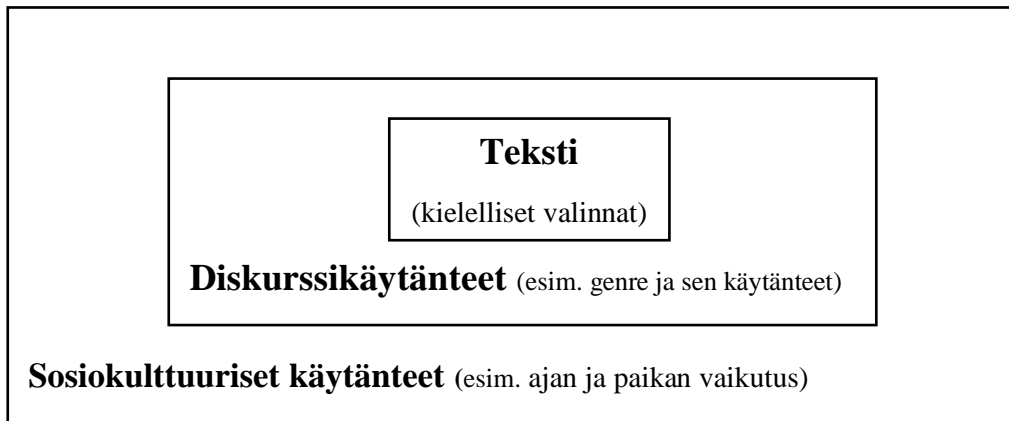 Teksti
(kielelliset valinnat)
Diskurssikäytänteet (esim. genre ja sen käytänteet)
Sosiokulttuuriset käytänteet (esim. ajan ja paikan vaikutus)